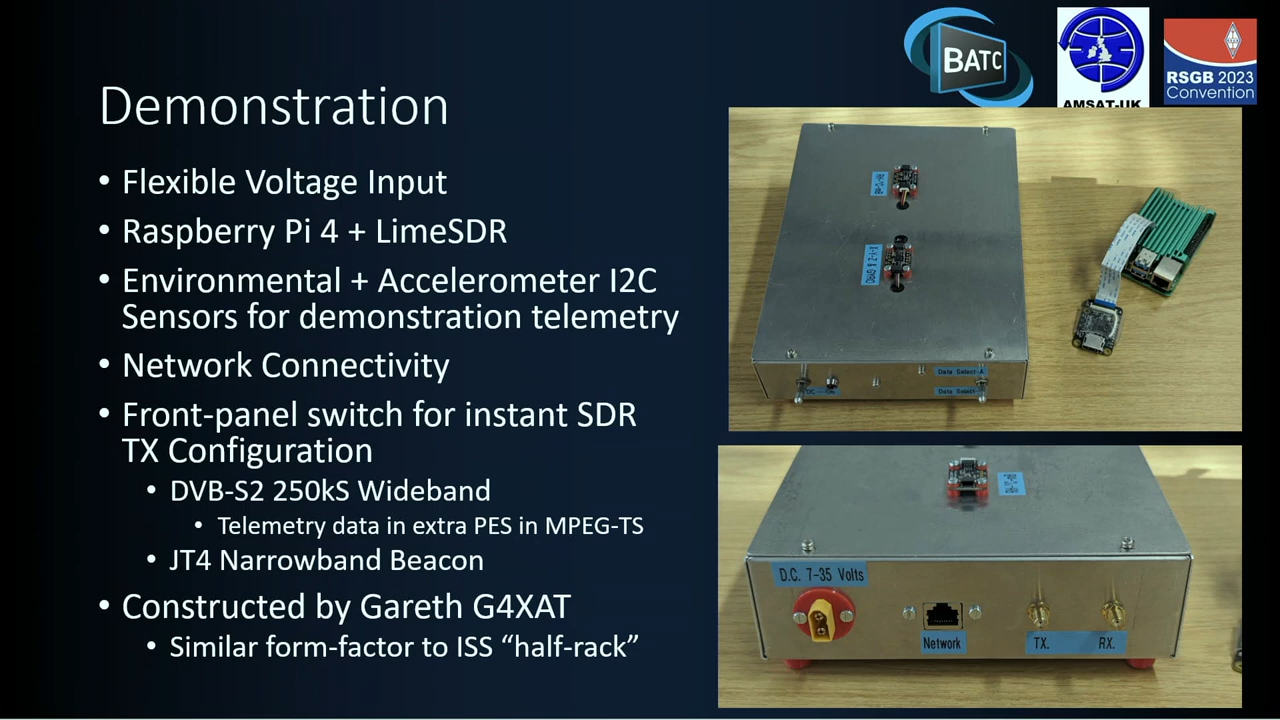 BATC
AMSAT-UK
RSGB 2023
Convention
Demonstration
• Flexible Voltage Input
• Raspberry Pi 4 + LimeSDR
• Environmental + Accelerometer I2C
Sensors for demonstration telemetry
• Network Connectivity
• Front-panel switch for instant SDR
TX Configuration
• DVB-S2 250kS Wideband
• Telemetry data in extra PES in MPEG-TS
• JT4 Narrowband Beacon
• Constructed by Gareth G4XAT
• Similar form-factor to ISS “half-rack”
X-Y-Z & GYRO
Data Select-A
Data Select-
D.C. 7-35 Volts
Network
TX.
RX.